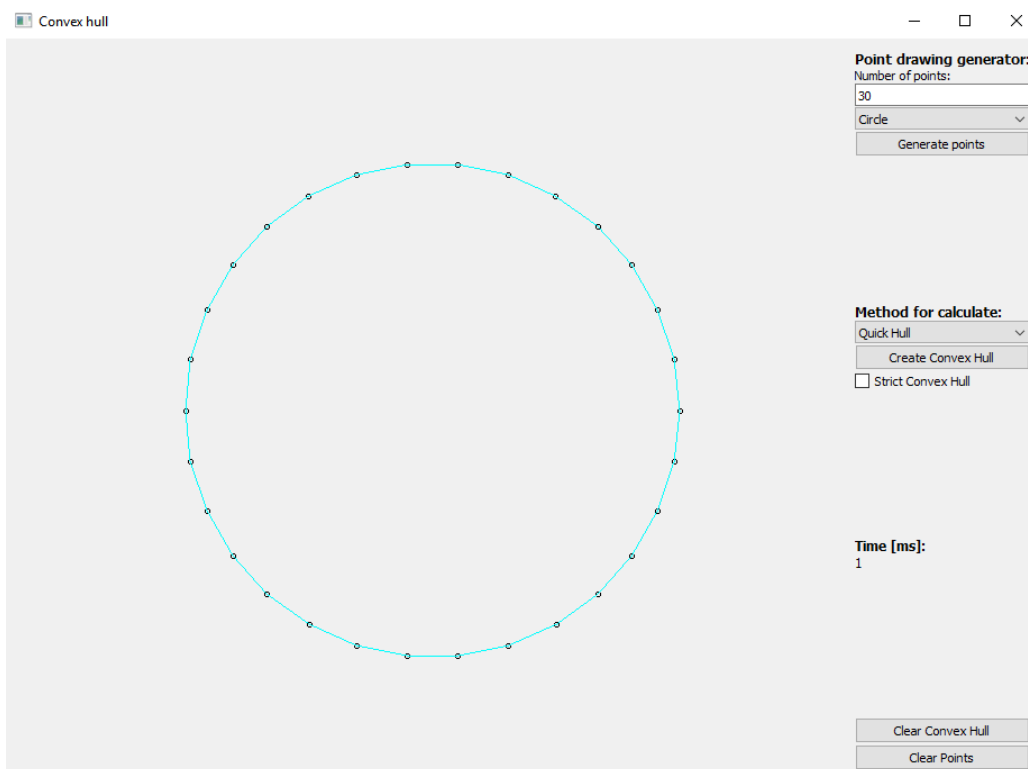 Convex hull
Point drawing generator:
Number of points:
30
Circle
Generate points
Method for calculate:
Quick Hull
Create Convex Hull
Strict Convex Hull
Time [ms]:
1
Clear Convex Hull
Clear Points